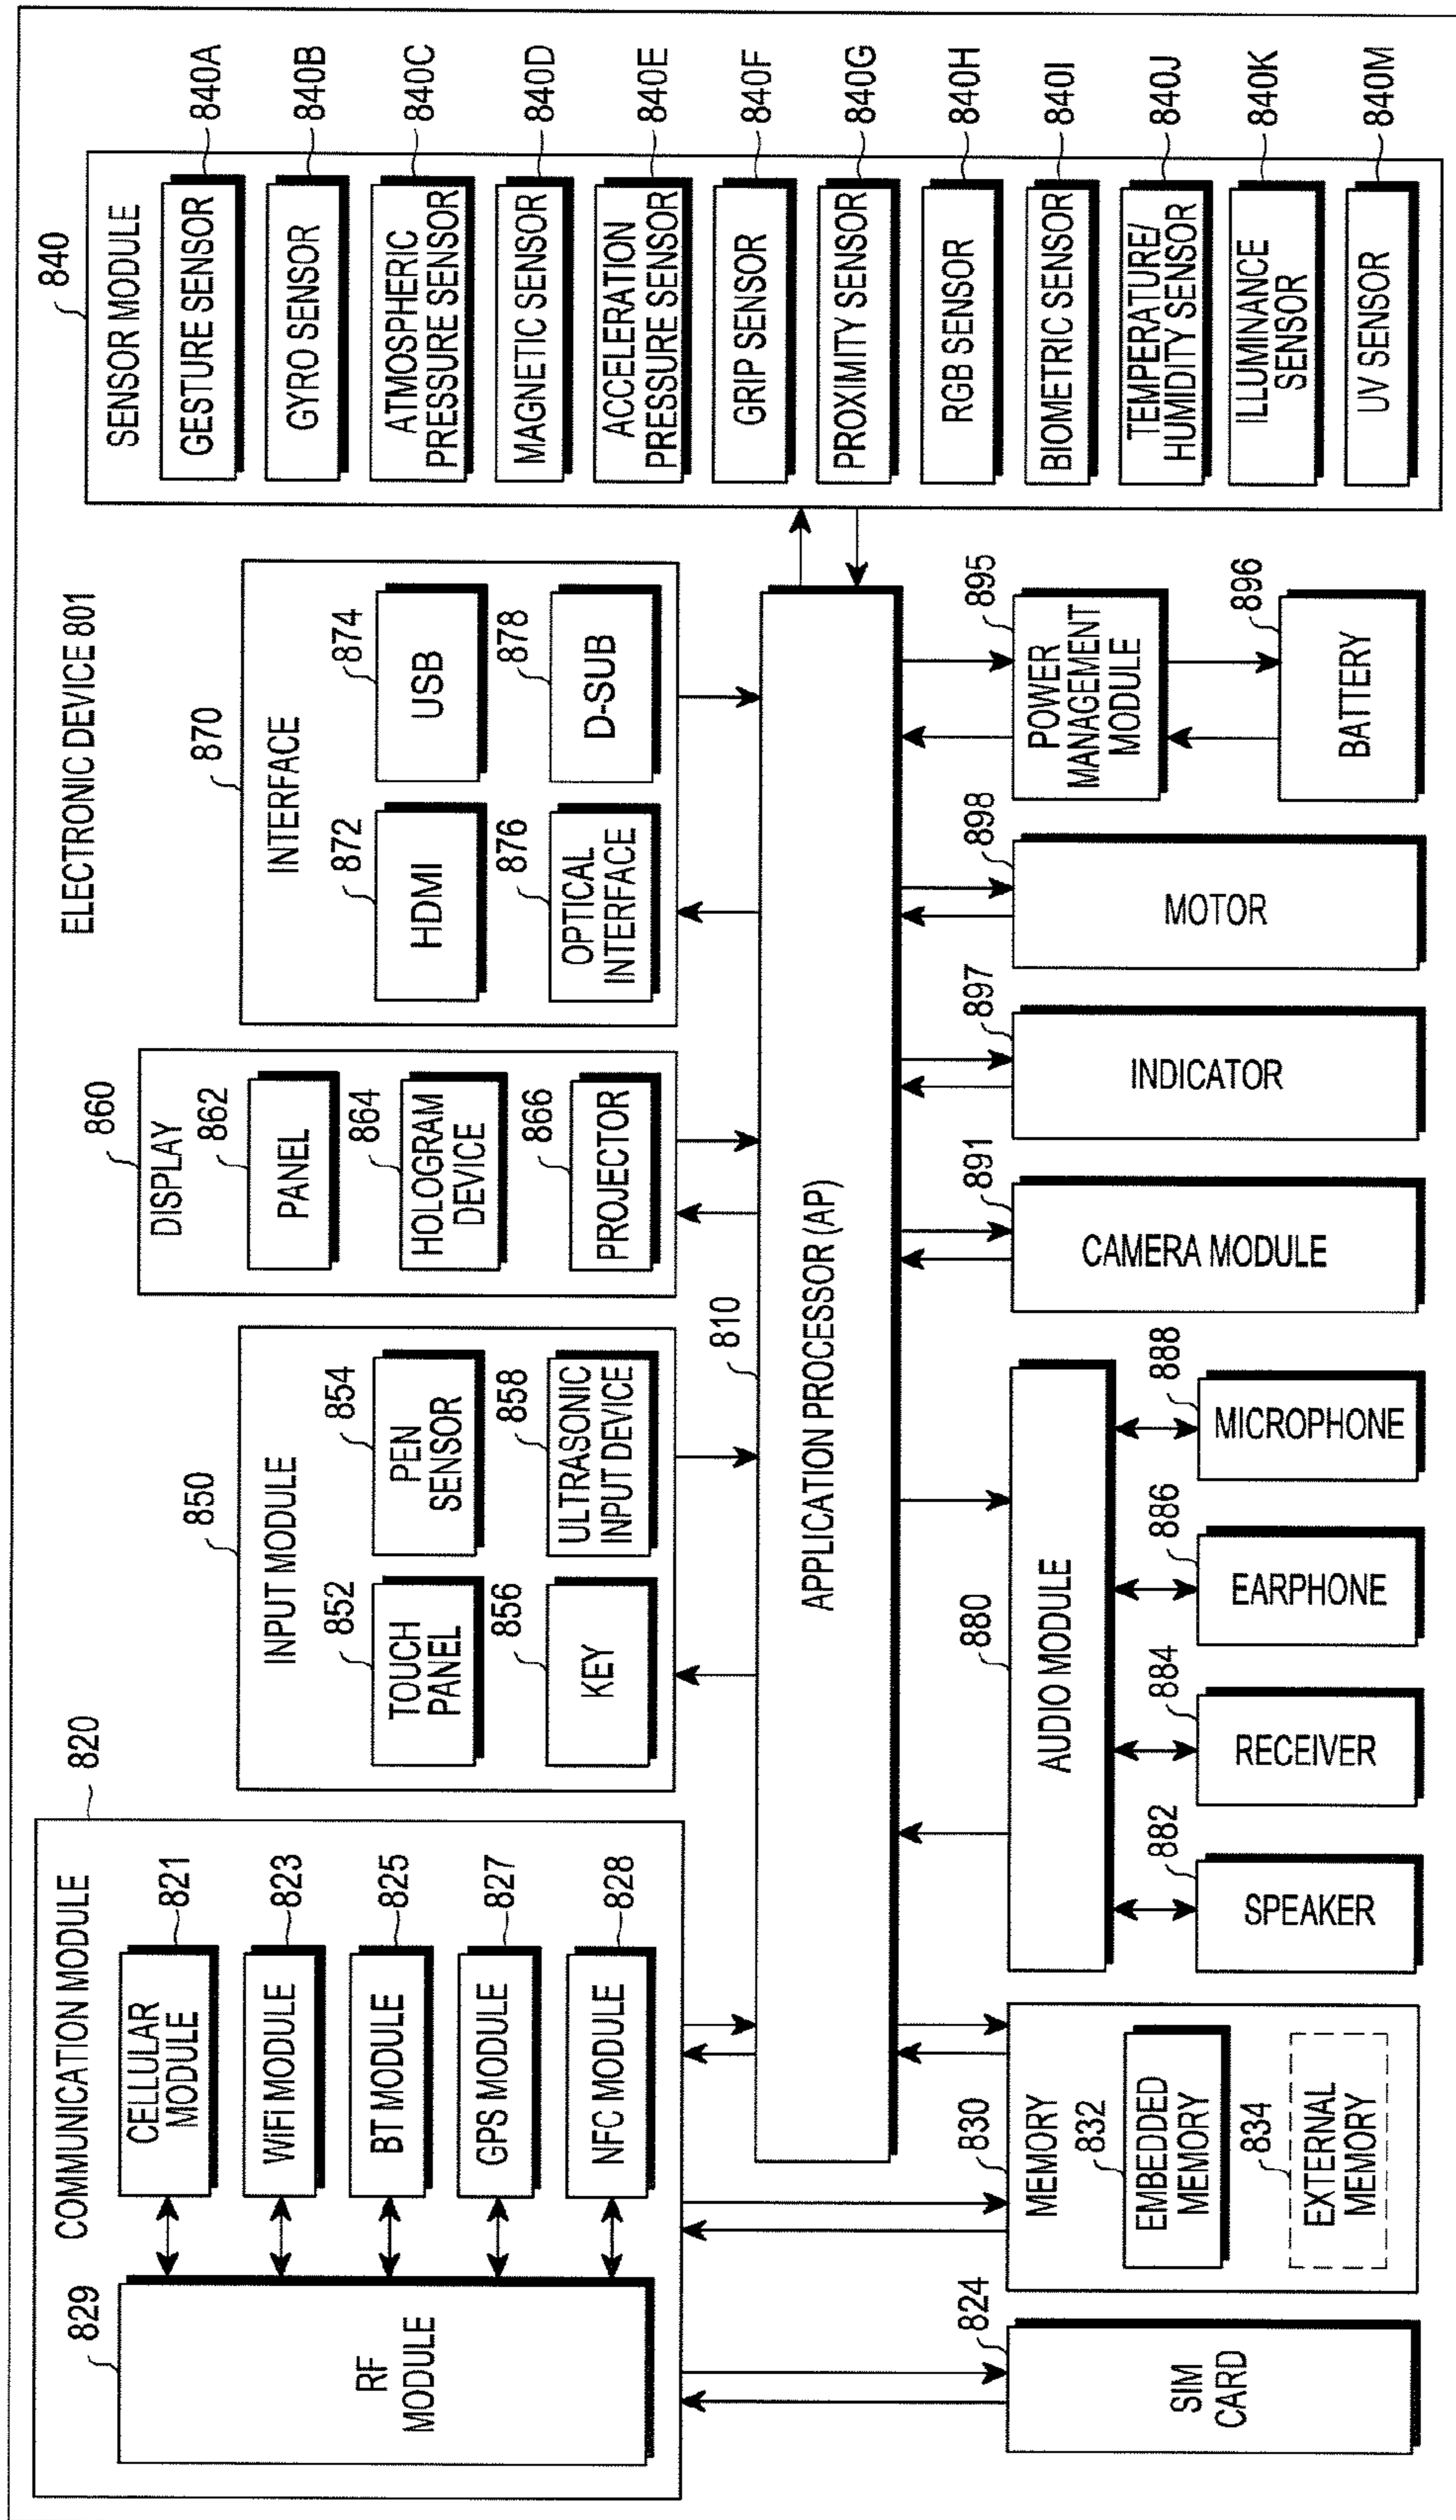 ELECTRONIC DEVICE 801
820
COMMUNICATION MODULE
829
RF
MODULE
CELLULAR
MODULE
821
WiFi MODULE
823
BT MODULE
825
GPS MODULE
827
NFC MODULE
828
850
INPUT MODULE
852
TOUCH
PANEL
854
PEN
SENSOR
856
KEY
858
ULTRASONIC
INPUT DEVICE
860
DISPLAY
862
PANEL
864
HOLOGRAM
DEVICE
866
PROJECTOR
870
INTERFACE
872
HDMI
874
USB
876
OPTICAL
INTERFACE
878
D-SUB
840
SENSOR MODULE
GESTURE SENSOR
840A
GYRO SENSOR
840B
ATMOSPHERIC
PRESSURE SENSOR
840C
MAGNETIC SENSOR
840D
ACCELERATION
PRESSURE SENSOR
840E
GRIP SENSOR
840F
PROXIMITY SENSOR
840G
RGB SENSOR
840H
BIOMETRIC SENSOR
840I
TEMPERATURE/
HUMIDITY SENSOR
840J
ILLUMINANCE
SENSOR
840K
UV SENSOR
840M
810
APPLICATION PROCESSOR (AP)
824
SIM
CARD
830
MEMORY
832
EMBEDDED
MEMORY
834
EXTERNAL
MEMORY
880
AUDIO MODULE
882
SPEAKER
884
RECEIVER
886
EARPHONE
888
MICROPHONE
891
CAMERA MODULE
897
INDICATOR
898
MOTOR
895
POWER
MANAGEMENT
MODULE
896
BATTERY